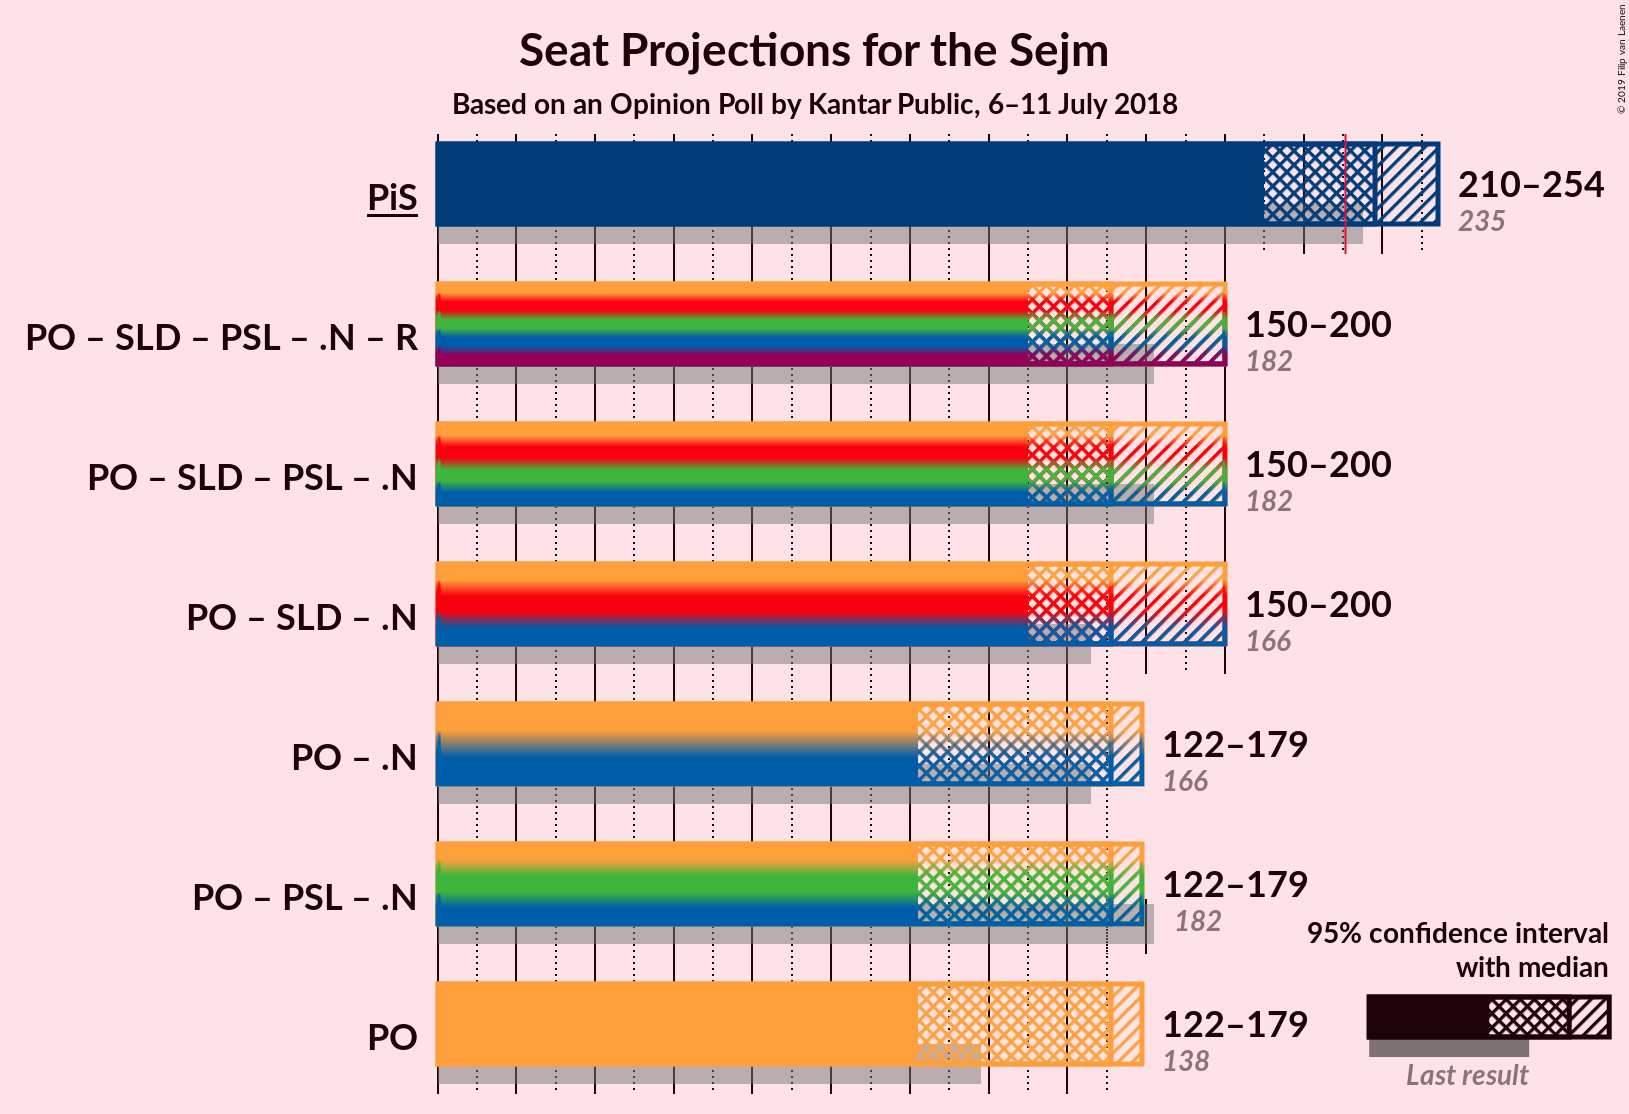 Seat Projections for the Sejm
Based on an Opinion Poll by Kantar Public, 6–11 July 2018
© 2019 Filip van Laenen
PiS
210–254
235
PO – SLD – PSL – .N – R
150–200
182
PO – SLD – PSL – .N
150–200
182
PO – SLD – .N
150–200
166
PO – .N
122–179
166
PO – PSL – .N
122–179
182
PO
122–179
138
95% confidence interval
with median
Last result